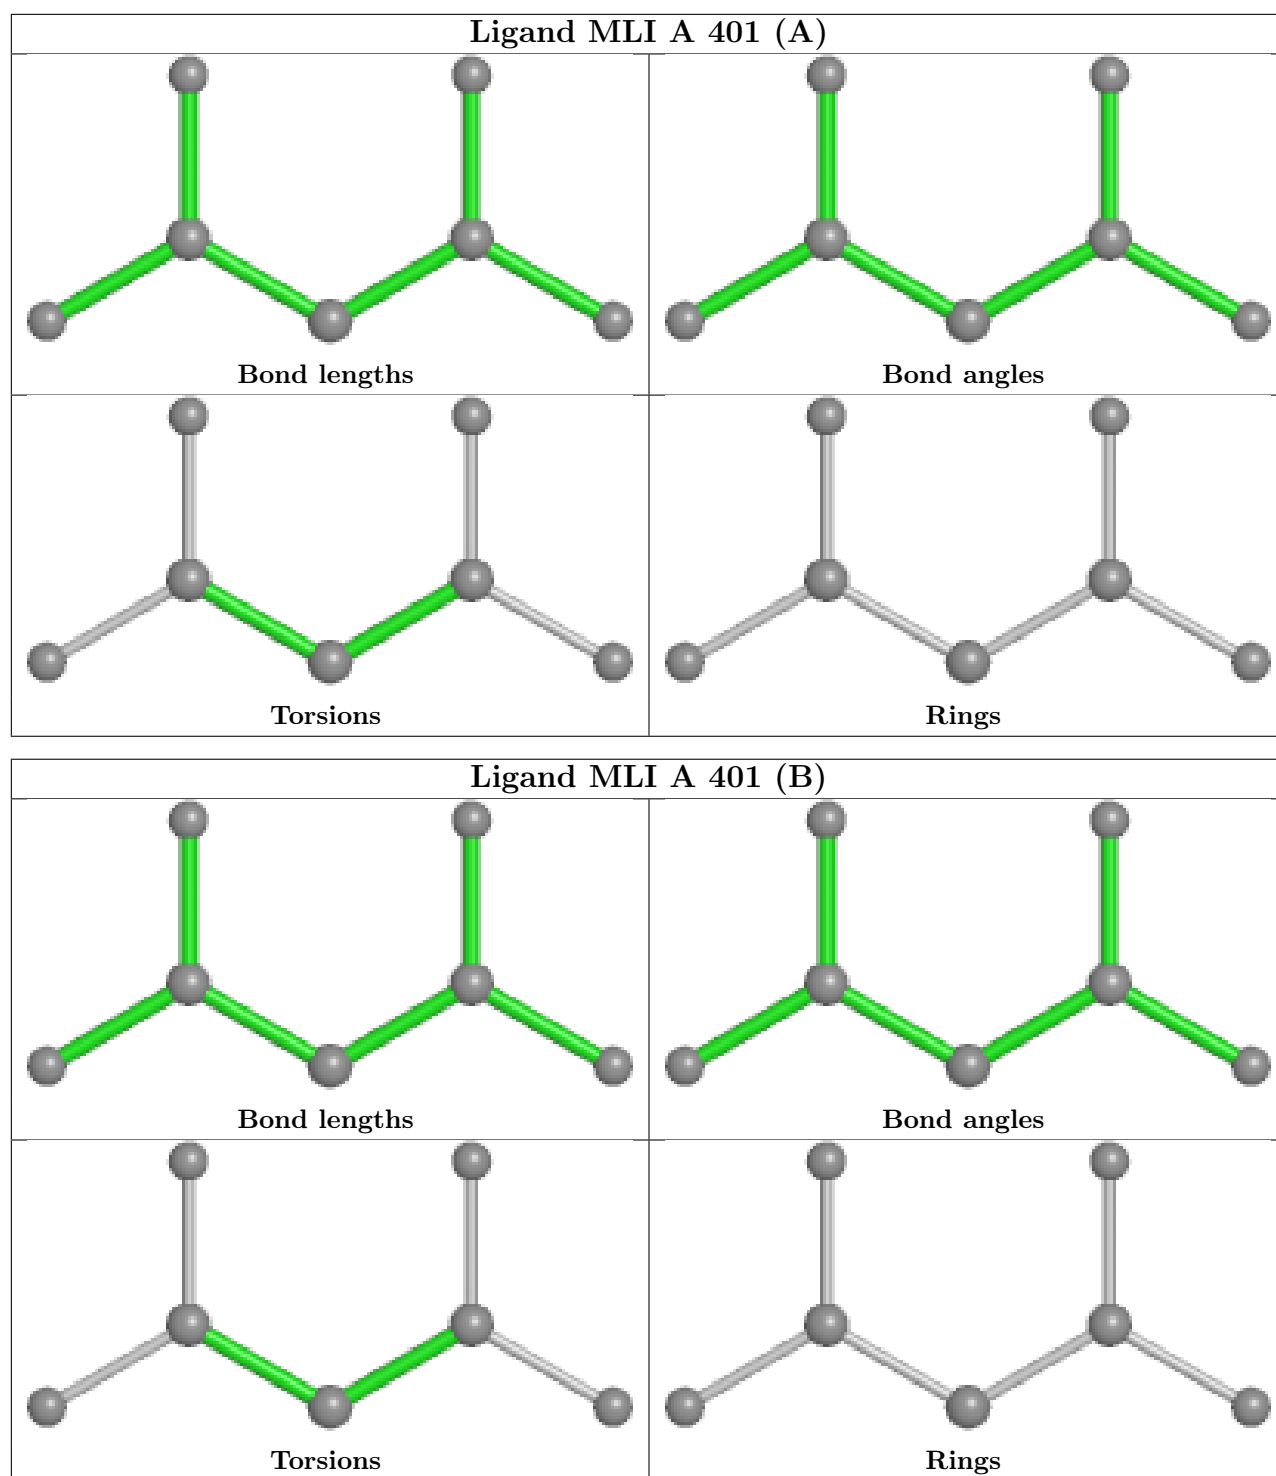 Ligand MLI A 401 (A)
Bond lengths
Bond angles
Torsions
Rings
Ligand MLI A 401 (B)
Bond lengths
Bond angles
Torsions
Rings